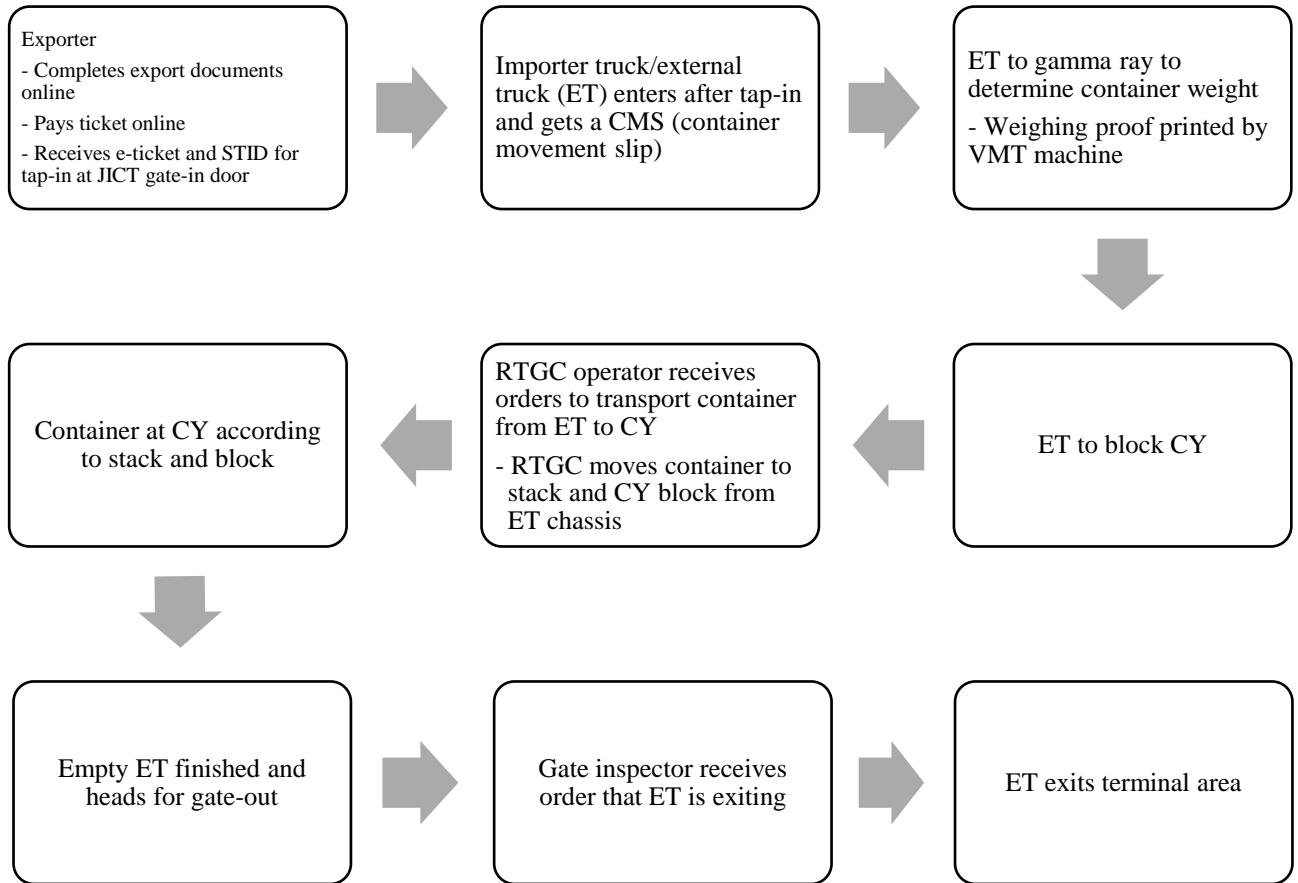 Exporter
- Completes export documents
online
- Pays ticket online
- Receives e-ticket and STID for
tap-in at JICT gate-in door
Importer truck/external
truck (ET) enters after tap-in
and gets a CMS (container
movement slip)
ET to gamma ray to
determine container weight
- Weighing proof printed by
VMT machine
ET to block CY
RTGC operator receives
orders to transport container
from ET to CY
- RTGC moves container to
stack and CY block from
ET chassis
Container at CY according
to stack and block
Empty ET finished and
heads for gate-out
Gate inspector receives
order that ET is exiting
ET exits terminal area